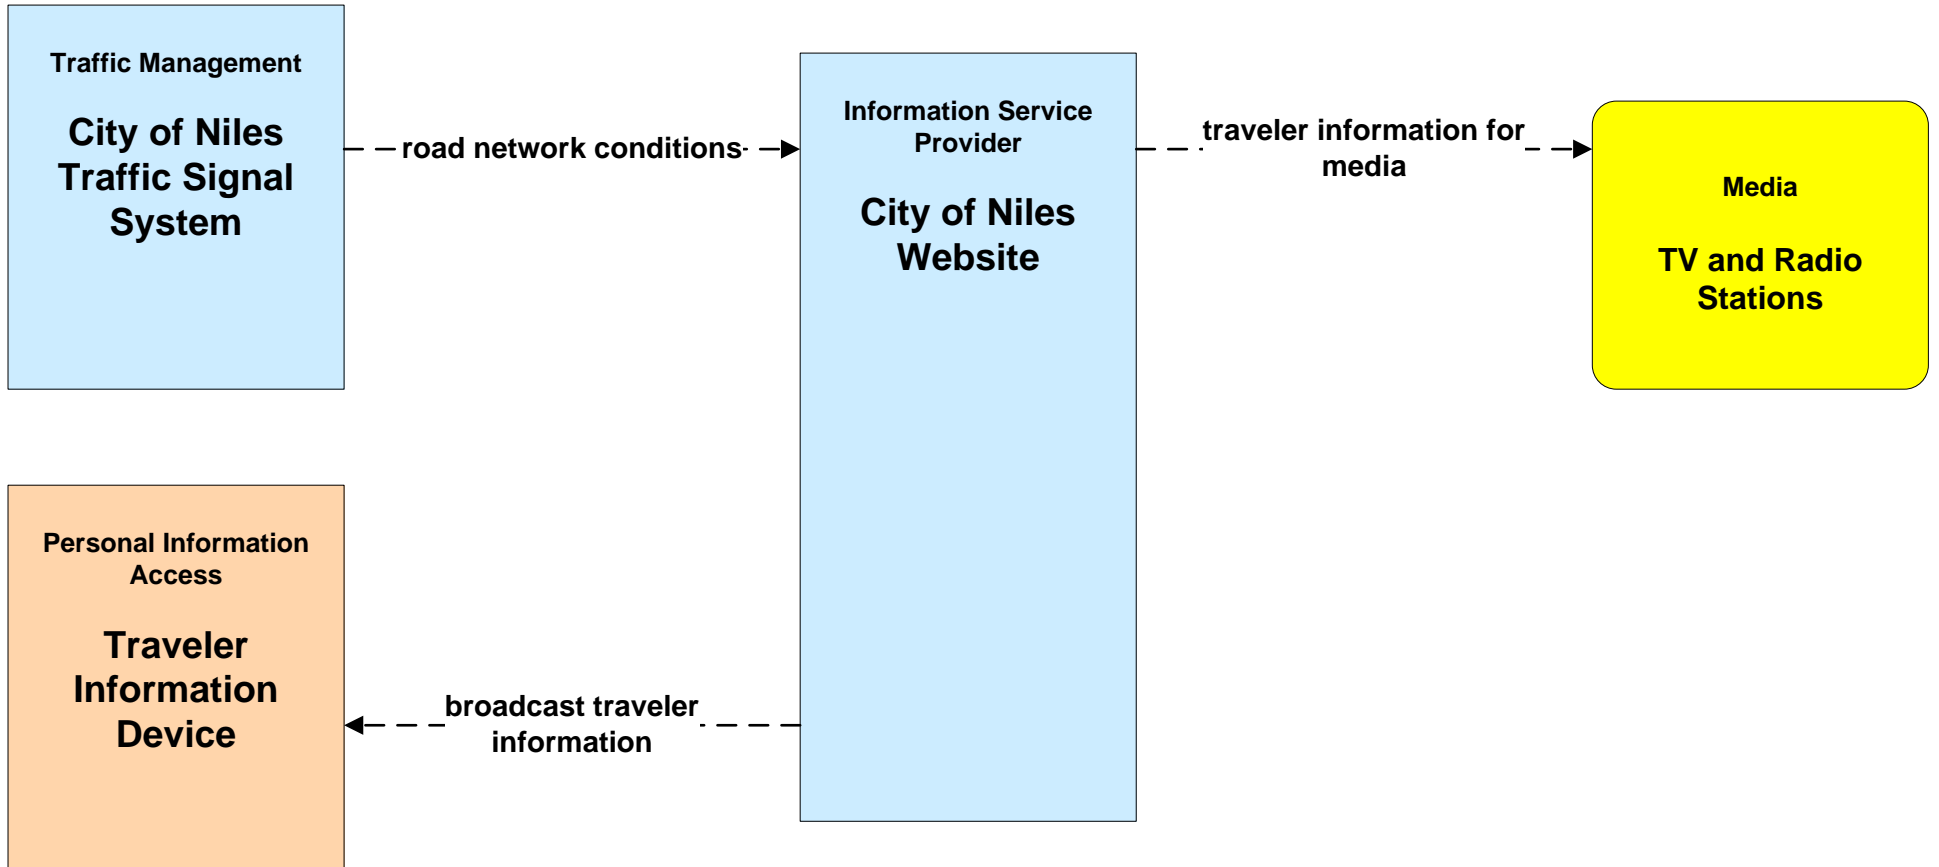 Traffic Management
City of Niles
Traffic Signal
System
road network conditions
Information Service
Provider
City of Niles
Website
traveler information for
media
Media
TV and Radio
Stations
Personal Information
Access
Traveler
Information
Device
broadcast traveler
information